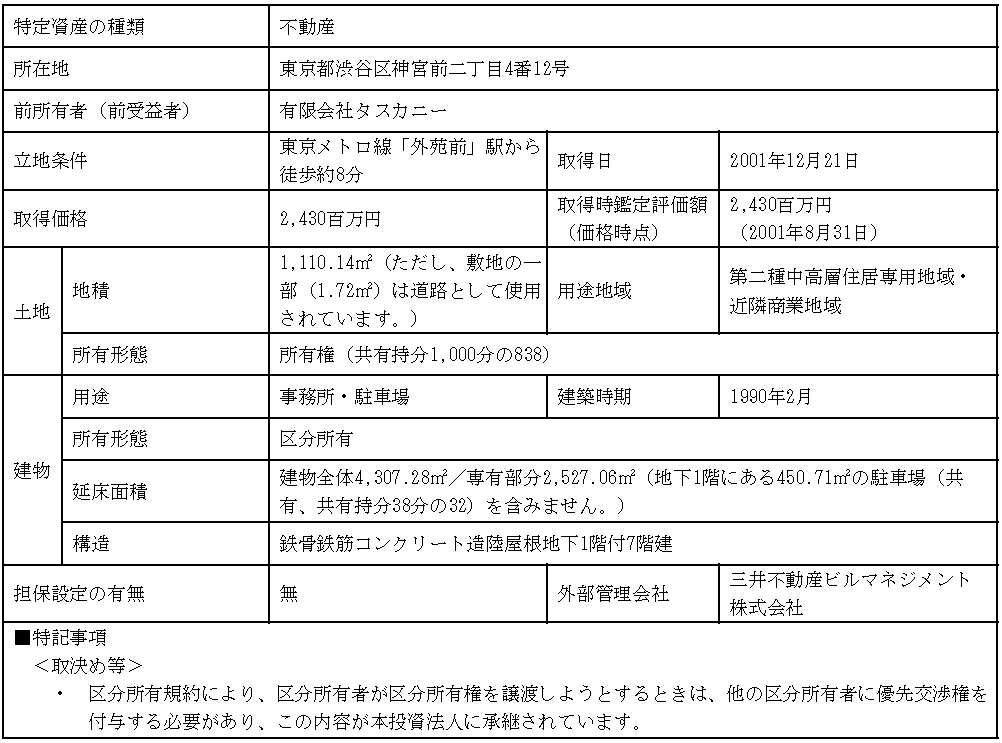 特定資産の種類
不動産
所在地
東京都渋谷区神宮前二丁目4番12号
前所有者（前受益者）
有限会社タスカニー
立地条件
東京メトロ線「外苑前」駅から
徒歩約8分
取得日
2001年12月21日
取得価格
2,430百万円
取得時鑑定評価額
（価格時点）
2,430百万円
（2001年8月31日）
土地
地積
1,110.14㎡（ただし、敷地の一
部（1.72㎡）は道路として使用
されています。）
用途地域
第二種中高層住居専用地域・
近隣商業地域
所有形態
所有権（共有持分1,000分の838）
建物
用途
事務所・駐車場
建築時期
1990年2月
所有形態
区分所有
延床面積
建物全体4,307.28㎡／専有部分2,527.06㎡（地下1階にある450.71㎡の駐車場（共
有、共有持分38分の32）を含みません。）
構造
鉄骨鉄筋コンクリート造陸屋根地下1階付7階建
担保設定の有無
無
外部管理会社
三井不動産ビルマネジメント
株式会社
■特記事項
＜取決め等＞
・ 区分所有規約により、区分所有者が区分所有権を譲渡しようとするときは、他の区分所有者に優先交渉権を
付与する必要があり、この内容が本投資法人に承継されています。